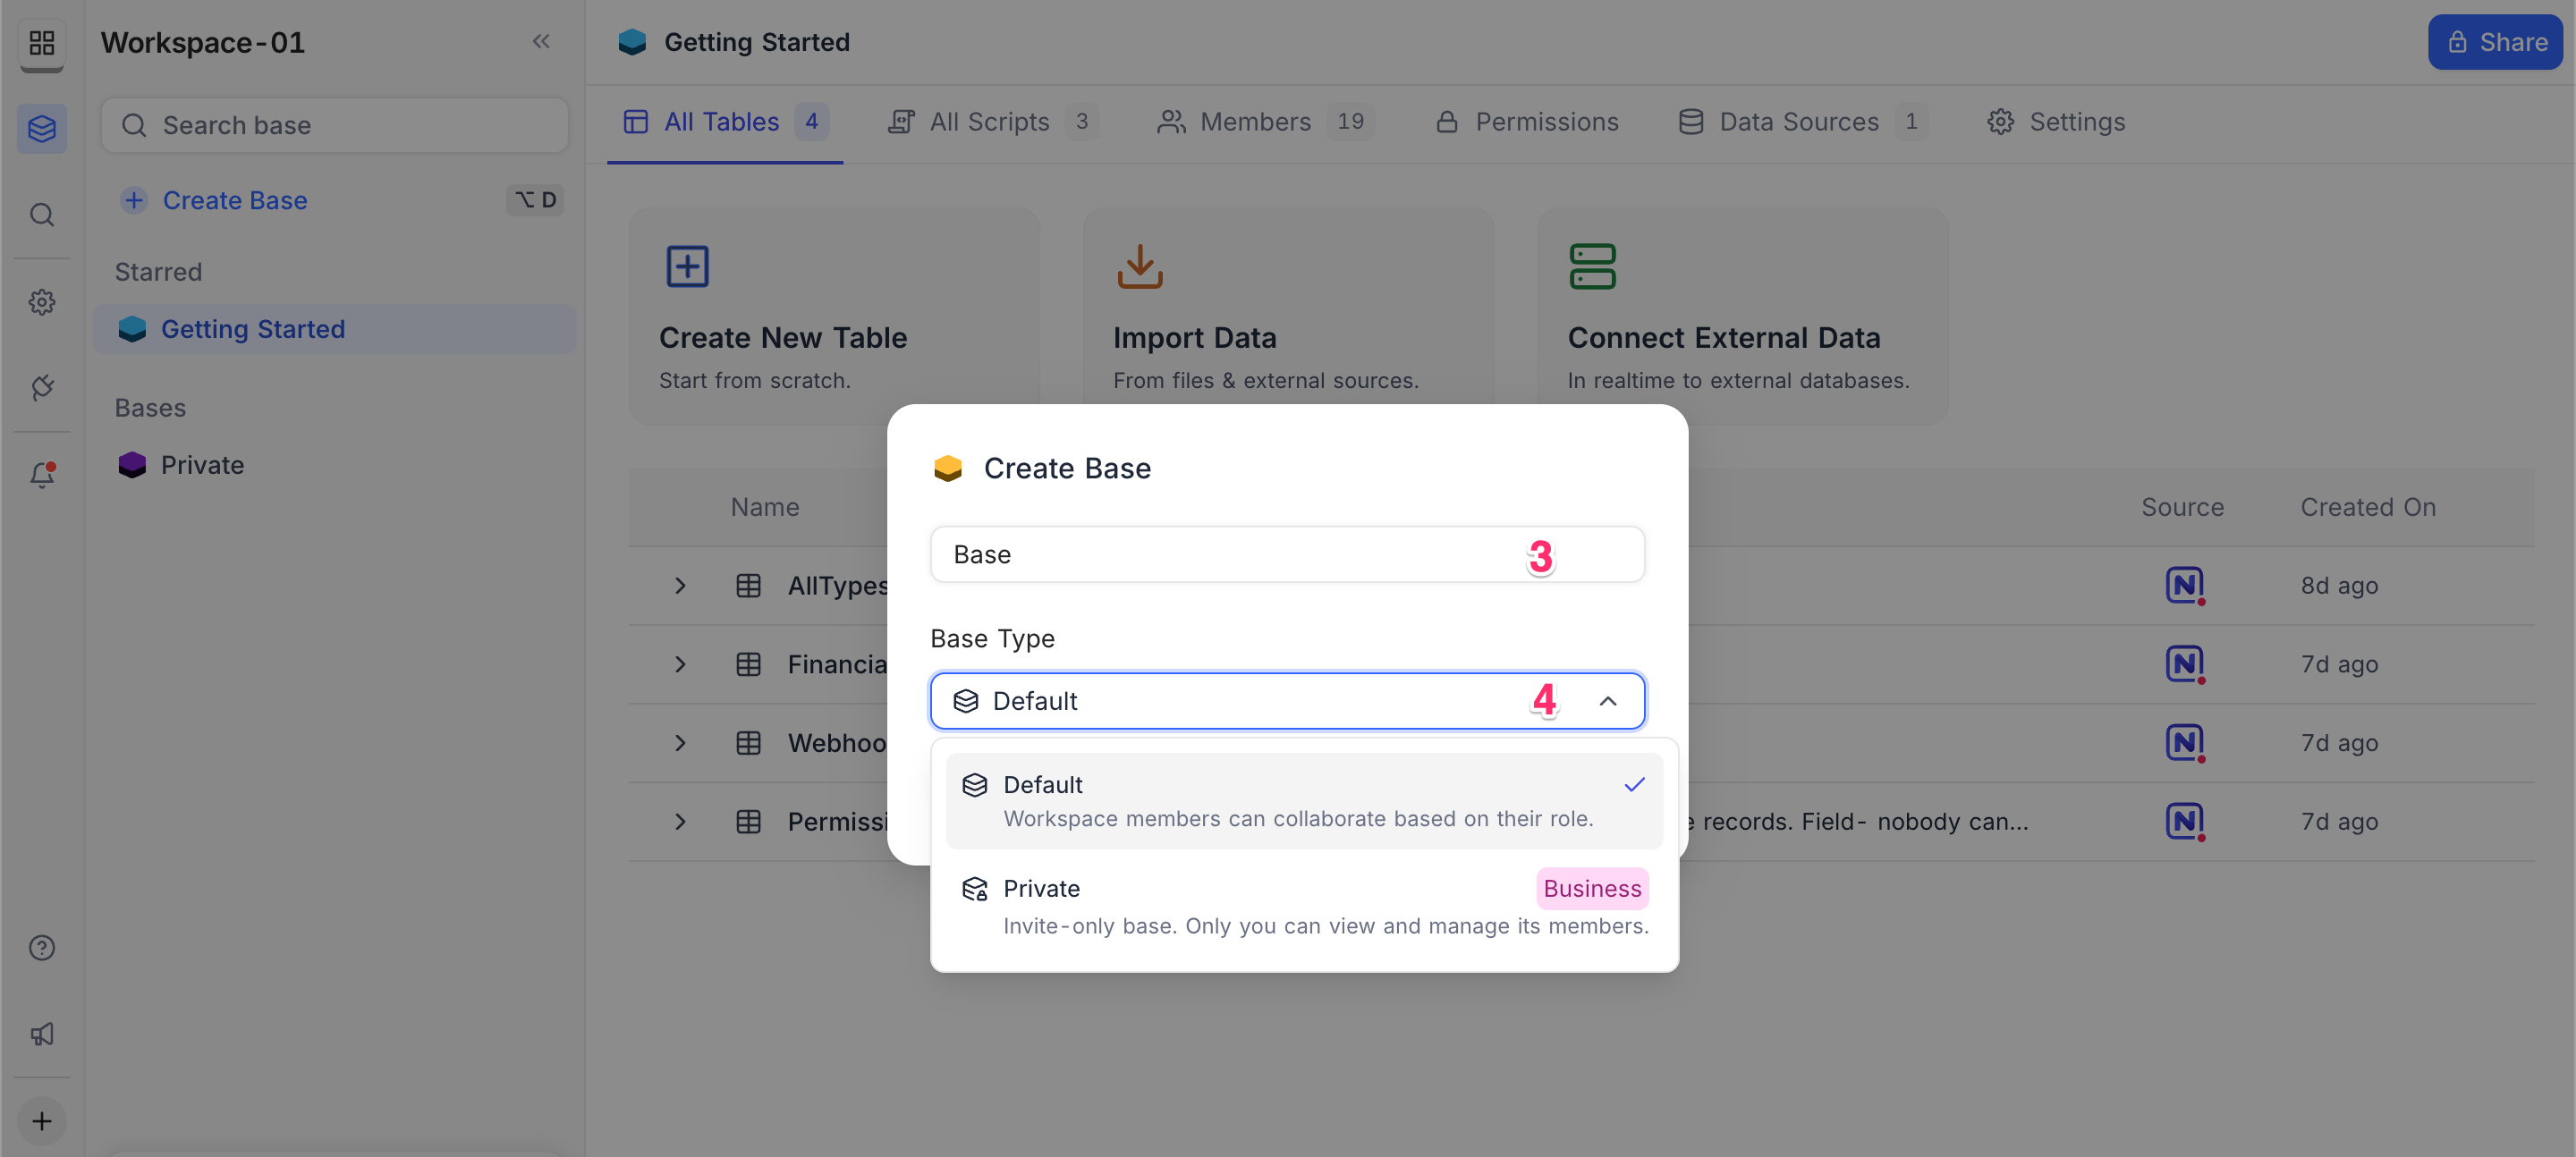 Workspace-01
Search base
Create Base
⌥ D
Starred
Getting Started
Bases
Private
Getting Started
Share
All Tables 4
All Scripts 3
Members 19
Permissions
Data Sources 1
Settings
Create New Table
Start from scratch.
Import Data
From files & external sources.
Connect External Data
In realtime to external databases.
Name
Source
Created On
AllTypes
8d ago
Financia
7d ago
Webhoo
7d ago
Permissi
e records. Field- nobody can...
7d ago
Create Base
Base
3
Base Type
Default
4
Default
Workspace members can collaborate based on their role.
Private
Business
Invite-only base. Only you can view and manage its members.